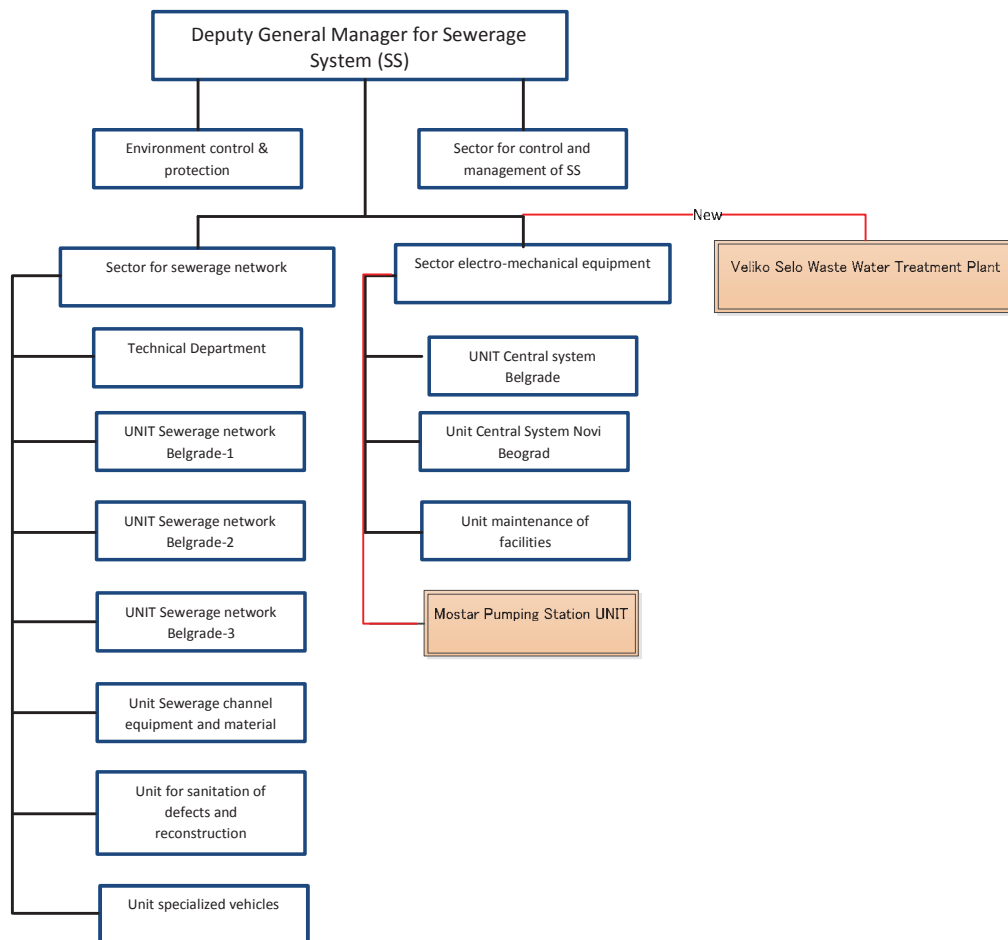 Deputy General Manager for Sewerage
System (SS)
Environment control &
protection
Sector for control and
management of SS
New
Sector for sewerage network
Sector electro-mechanical equipment
Veliko Selo Waste Water Treatment Plant
Technical Department
UNIT Central system
Belgrade
UNIT Sewerage network
Belgrade-1
Unit Central System Novi
Beograd
UNIT Sewerage network
Belgrade-2
Unit maintenance of
facilities
UNIT Sewerage network
Belgrade-3
Mostar Pumping Station UNIT
Unit Sewerage channel
equipment and material
Unit for sanitation of
defects and
reconstruction
Unit specialized vehicles